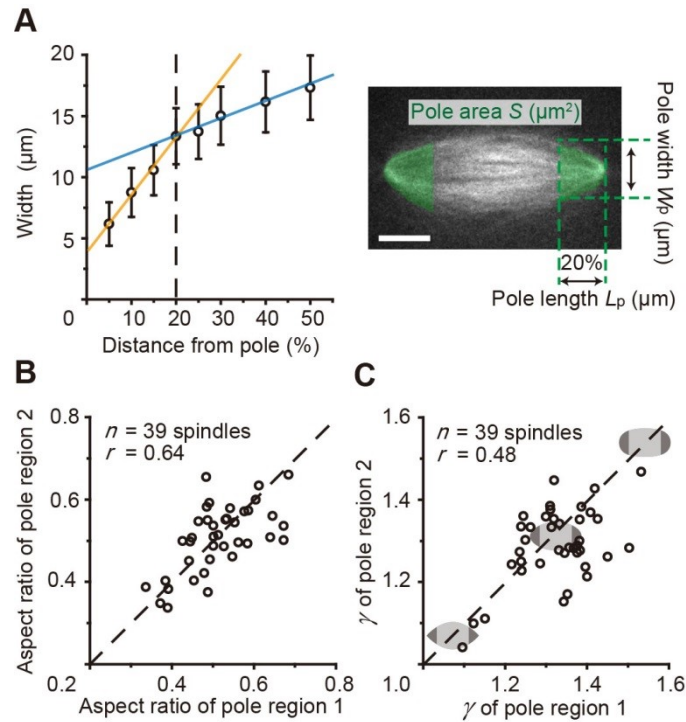 A
Width (µm)
20
15
10
5
0
0 10 20 30 40 50
Distance from pole (%)
Pole area S (µm²)
Pole width Wp (µm)
20%
Pole length Lp (µm)
B
Aspect ratio of pole region 2
0.8
0.6
0.4
n = 39 spindles
r = 0.64
0.2 0.4 0.6 0.8
Aspect ratio of pole region 1
C
γ of pole region 2
1.6
1.4
1.2
1.0
n = 39 spindles
r = 0.48
1.2 1.4 1.6
γ of pole region 1